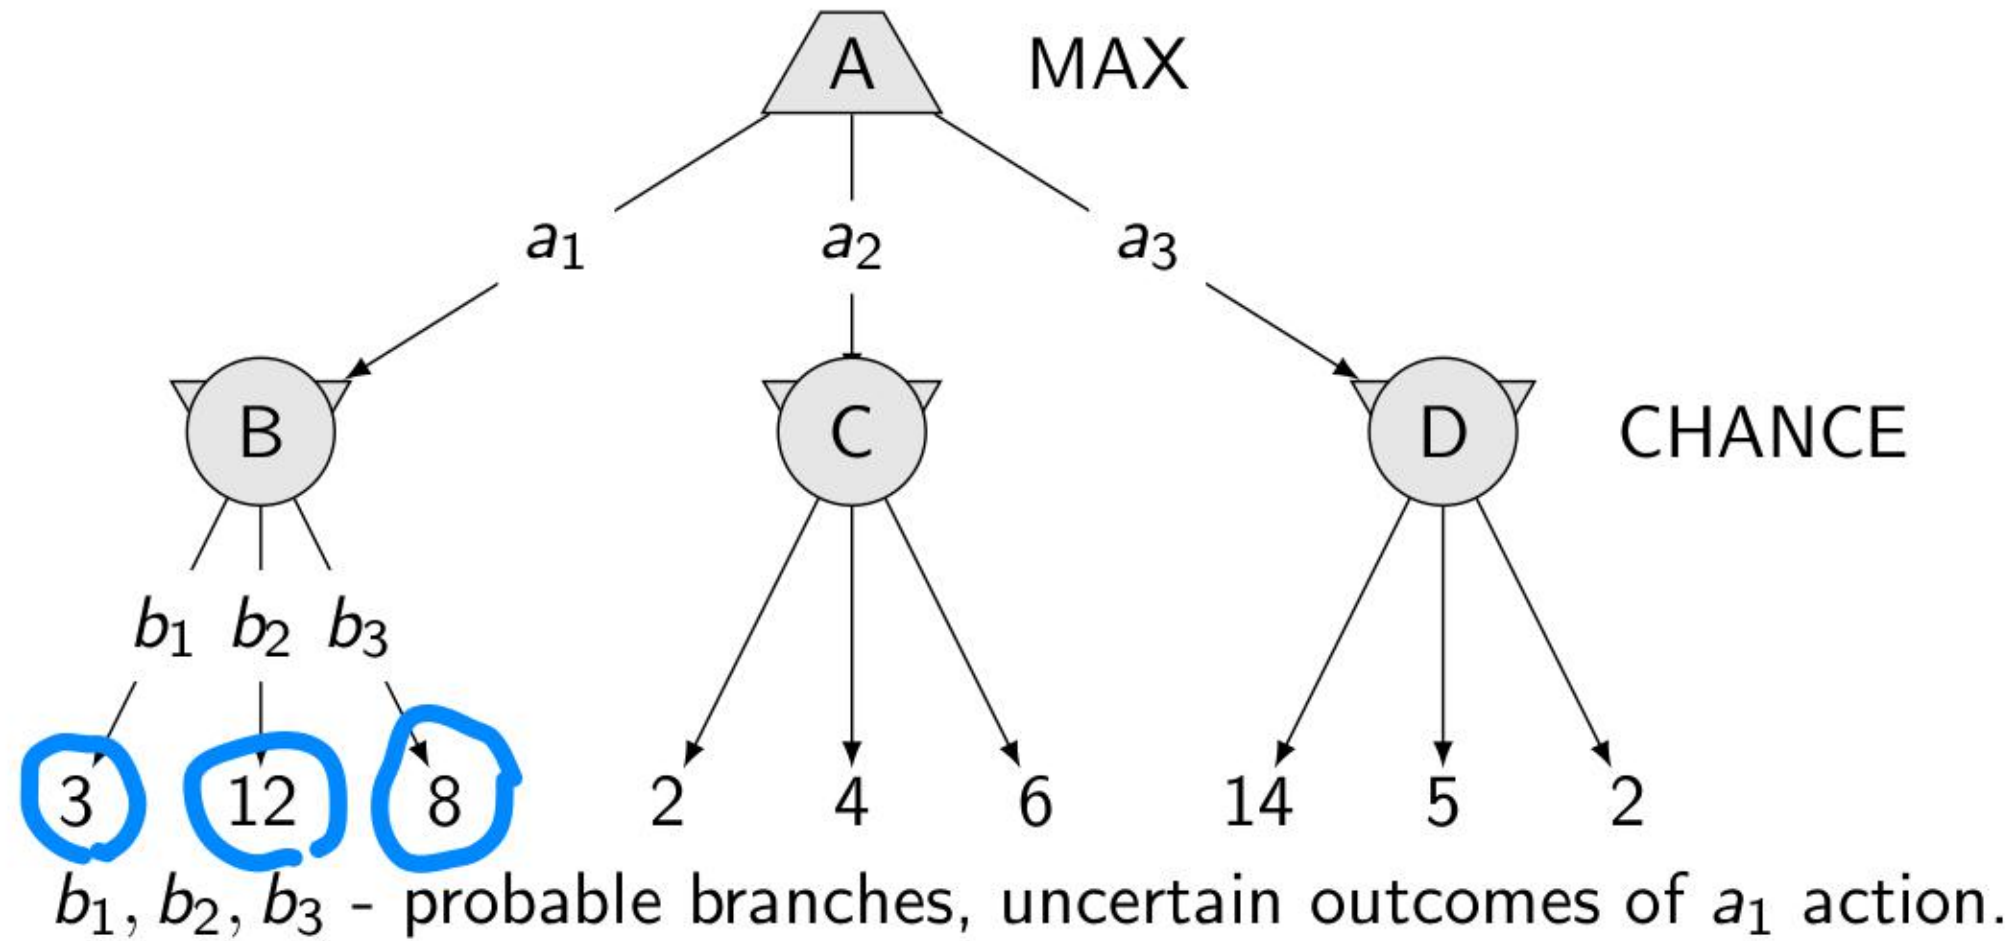 A MAX
a1 a2 a3
B C D CHANCE
b1 b2 b3
3 12 8 2 4 6 14 5 2
b1, b2, b3 - probable branches, uncertain outcomes of a1 action.